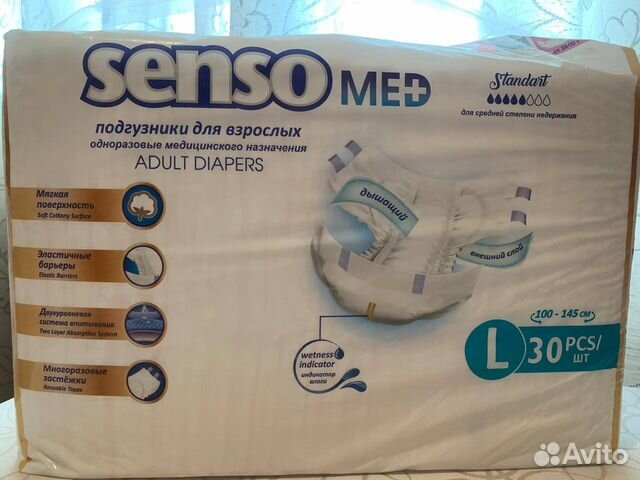 senso MED
подгузники для взрослых
одноразовые медицинского назначения
ADULT DIAPERS
Standart
для средней степени недержания
Мягкая
поверхность
Soft Cottony Surface
Эластичные
барьеры
Elastic Barriers
Двухуровневая
система впитывания
Two Layer Absorption System
Многоразовые
застёжки
Reusable Tapes
дышащий
внешний слой
wetness
indicator
индикатор
влаги
100 - 145 см
L 30 PCS/
ШТ
Avito